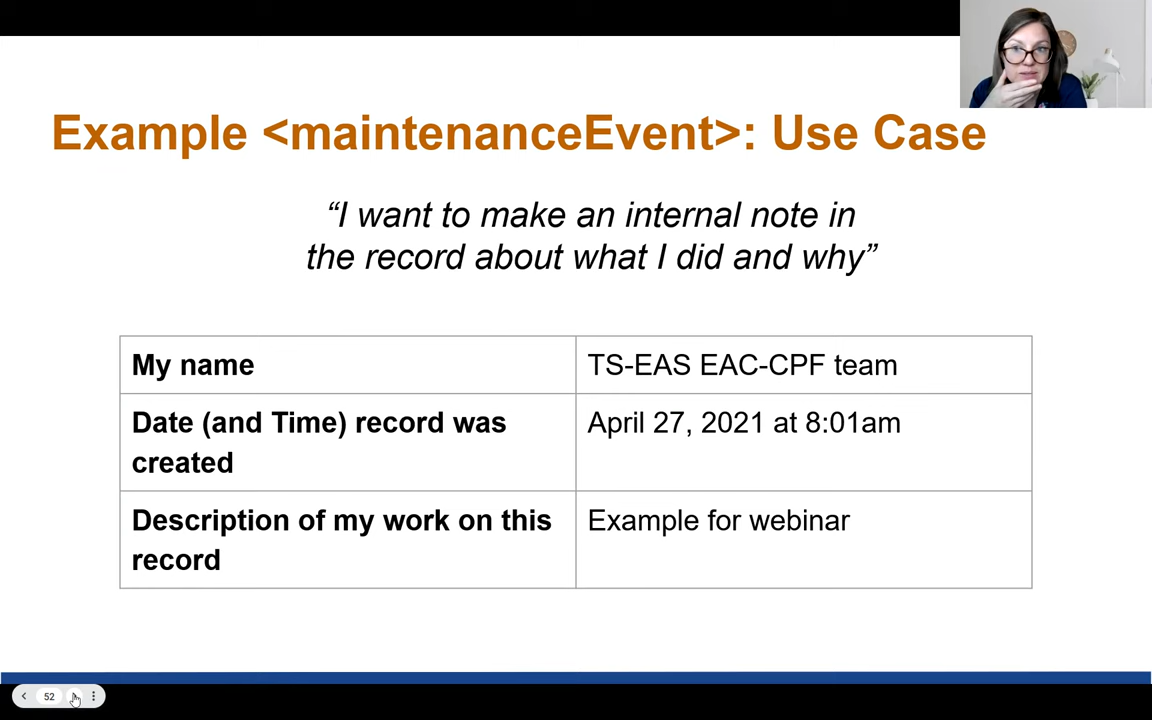 Example <maintenanceEvent>: Use Case
“I want to make an internal note in
the record about what I did and why”
My name
TS-EAS EAC-CPF team
Date (and Time) record was
created
April 27, 2021 at 8:01am
Description of my work on this
record
Example for webinar
52